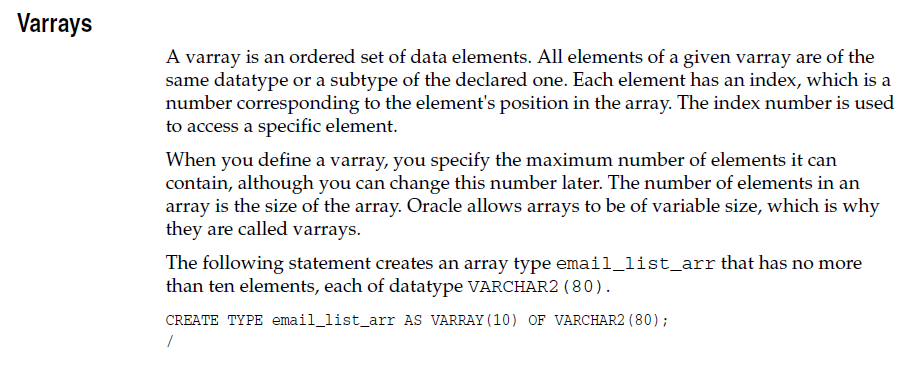 Varrays
A varray is an ordered set of data elements. All elements of a given varray are of the
same datatype or a subtype of the declared one. Each element has an index, which is a
number corresponding to the element's position in the array. The index number is used
to access a specific element.
When you define a varray, you specify the maximum number of elements it can
contain, although you can change this number later. The number of elements in an
array is the size of the array. Oracle allows arrays to be of variable size, which is why
they are called varrays.
The following statement creates an array type email_list_arr that has no more
than ten elements, each of datatype VARCHAR2(80).
CREATE TYPE email_list_arr AS VARRAY(10) OF VARCHAR2(80);
/